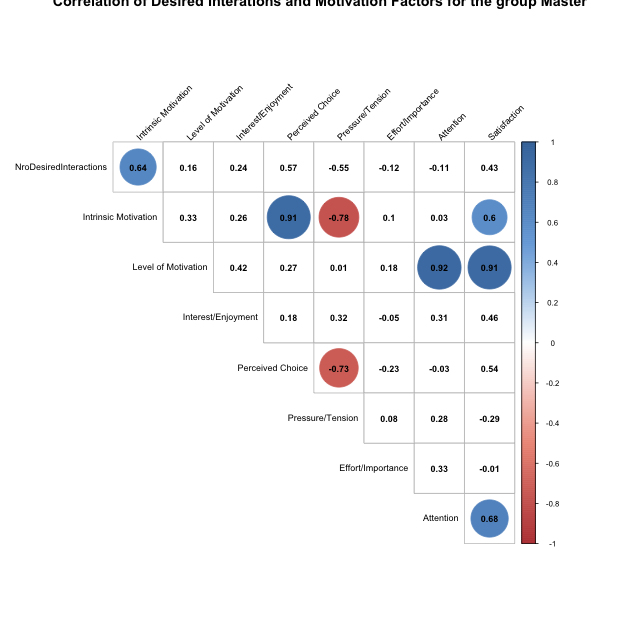 Correlation of Desired Interations and Motivation Factors for the group Master
Intrinsic Motivation
Level of Motivation
Interest/Enjoyment
Perceived Choice
Pressure/Tension
Effort/Importance
Attention
Satisfaction
NroDesiredInteractions 0.64 0.16 0.24 0.57 -0.55 -0.12 -0.11 0.43
Intrinsic Motivation 0.33 0.26 0.91 -0.78 0.1 0.03 0.6
Level of Motivation 0.42 0.27 0.01 0.18 0.92 0.91
Interest/Enjoyment 0.18 0.32 -0.05 0.31 0.46
Perceived Choice -0.73 -0.23 -0.03 0.54
Pressure/Tension 0.08 0.28 -0.29
Effort/Importance 0.33 -0.01
Attention 0.68
1
0.8
0.6
0.4
0.2
0
-0.2
-0.4
-0.6
-0.8
-1